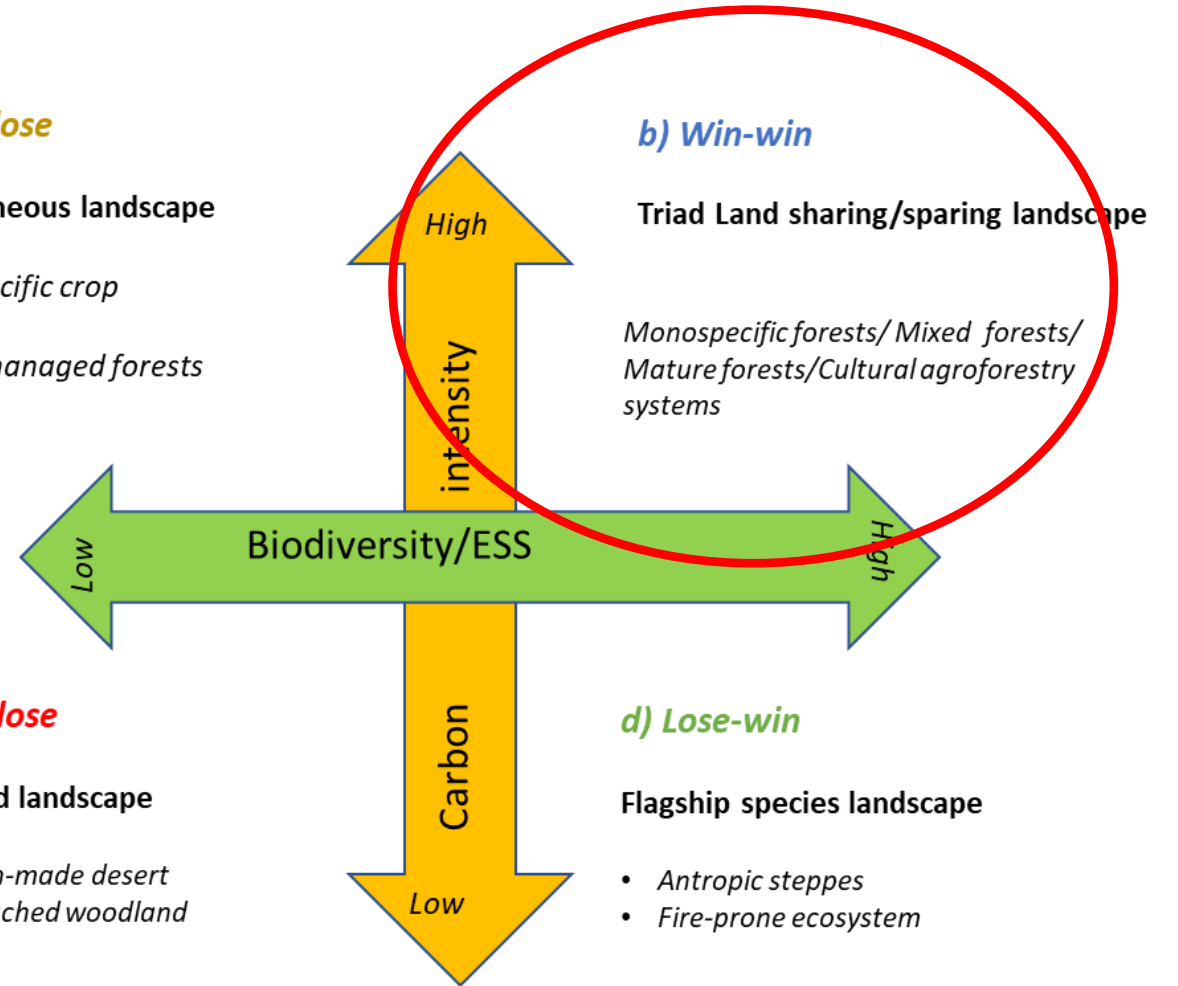 lose
neous landscape
cific crop
managed forests
b) Win-win
Triad Land sharing/sparing landscape
Monospecific forests/ Mixed forests/
Mature forests/Cultural agroforestry
systems
High
intensity
Low
Biodiversity/ESS
High
Carbon
Low
lose
d landscape
n-made desert
ched woodland
d) Lose-win
Flagship species landscape
• Antropic steppes
• Fire-prone ecosystem